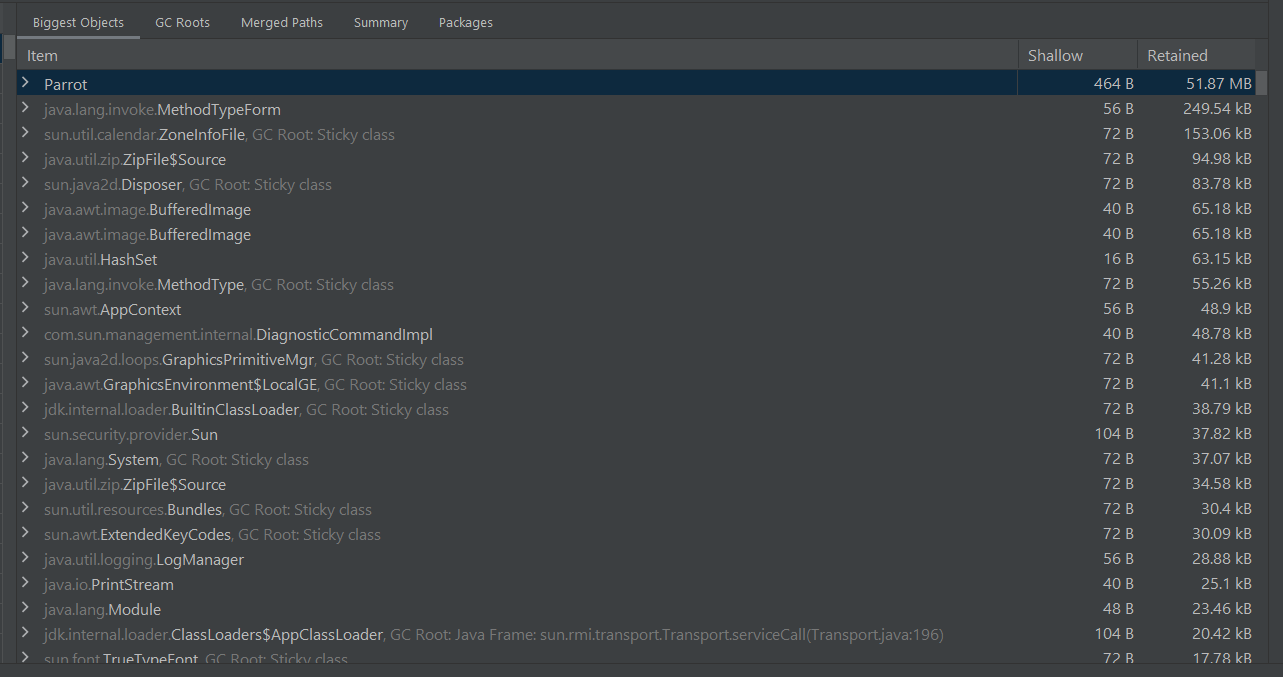 Biggest Objects GC Roots Merged Paths Summary Packages
Item Shallow Retained
Parrot 464 B 51.87 MB
java.lang.invoke.MethodTypeForm 56 B 249.54 kB
sun.util.calendar.ZoneInfoFile, GC Root: Sticky class 72 B 153.06 kB
java.util.zip.ZipFile$Source 72 B 94.98 kB
sun.java2d.Disposer, GC Root: Sticky class 72 B 83.78 kB
java.awt.image.BufferedImage 40 B 65.18 kB
java.awt.image.BufferedImage 40 B 65.18 kB
java.util.HashSet 16 B 63.15 kB
java.lang.invoke.MethodType, GC Root: Sticky class 72 B 55.26 kB
sun.awt.AppContext 56 B 48.9 kB
com.sun.management.internal.DiagnosticCommandImpl 40 B 48.78 kB
sun.java2d.loops.GraphicsPrimitiveMgr, GC Root: Sticky class 72 B 41.28 kB
java.awt.GraphicsEnvironment$LocalGE, GC Root: Sticky class 72 B 41.1 kB
jdk.internal.loader.BuiltinClassLoader, GC Root: Sticky class 72 B 38.79 kB
sun.security.provider.Sun 104 B 37.82 kB
java.lang.System, GC Root: Sticky class 72 B 37.07 kB
java.util.zip.ZipFile$Source 72 B 34.58 kB
sun.util.resources.Bundles, GC Root: Sticky class 72 B 30.4 kB
sun.awt.ExtendedKeyCodes, GC Root: Sticky class 72 B 30.09 kB
java.util.logging.LogManager 56 B 28.88 kB
java.io.PrintStream 40 B 25.1 kB
java.lang.Module 48 B 23.46 kB
jdk.internal.loader.ClassLoaders$AppClassLoader, GC Root: Java Frame: sun.rmi.transport.Transport.serviceCall(Transport.java:196) 104 B 20.42 kB
sun.font.TrueTypeFont, GC Root: Sticky class 72 B 17.78 kB